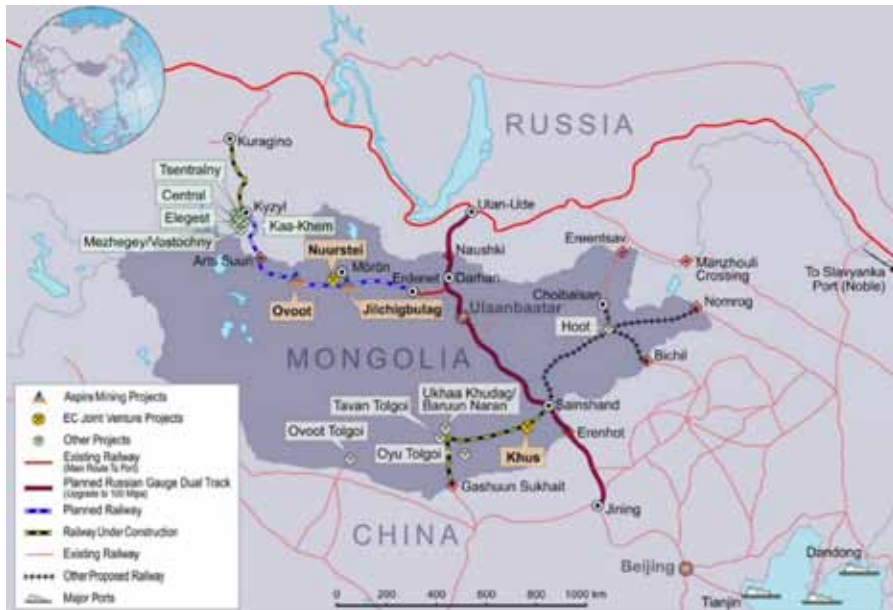 RUSSIA
Kuragino
Tsentralny
Central
Elegest
Mezhegey/Vostochny
Kyzyl
Kaa-Khem
Ulan-Ude
Naushki
Nuurstei
Arts Suuri
Mörön
Erdenet
Darhan
Ereentsav
Manzhouli
Crossing
To Slavyanka
Port (Noble)
Ovoot
Jilchigbulag
Ulaanbaatar
Choibalsan
Nomrog
Hoot
MONGOLIA
Bichil
Ukhaa Khudag/
Baruun Naran
Tavan Tolgoi
Sainshand
Ovoot Tolgoi
Oyu Tolgoi
Khus
Erenhot
Gashuun Sukhait
CHINA
Jining
Beijing
Dandong
Tianjin
Aspire Mining Projects
EC Joint Venture Projects
Other Projects
Existing Railway
(Main Route To Port)
Planned Russian Gauge Dual Track
(Upgrade to 100 Mtpa)
Planned Railway
Railway Under Construction
Existing Railway
Other Proposed Railway
Major Ports
0 200 400 600 800 1000 km